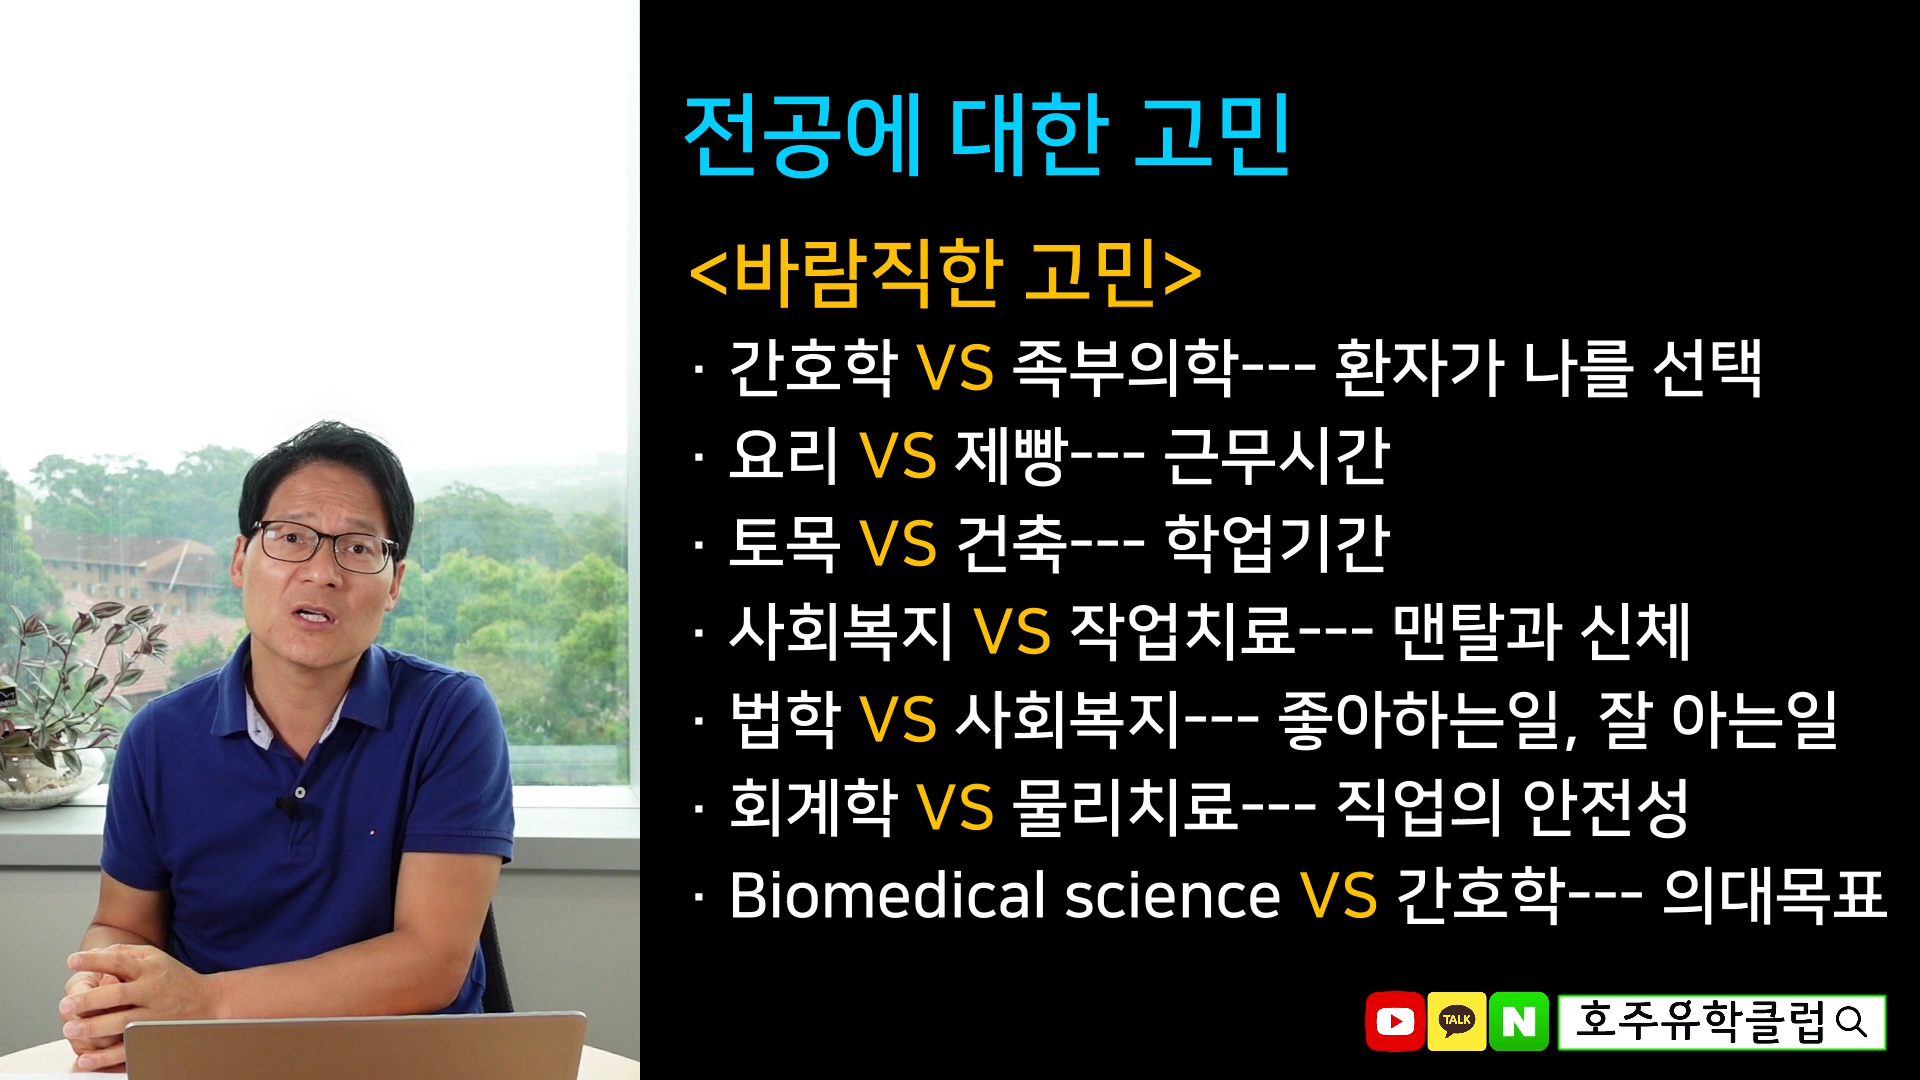 전공에 대한 고민
<바람직한 고민>
· 간호학 VS 족부의학--- 환자가 나를 선택
· 요리 VS 제빵--- 근무시간
· 토목 VS 건축--- 학업기간
· 사회복지 VS 작업치료--- 맨탈과 신체
· 법학 VS 사회복지--- 좋아하는일, 잘 아는일
· 회계학 VS 물리치료--- 직업의 안전성
· Biomedical science VS 간호학--- 의대목표
TALK N 호주유학클럽